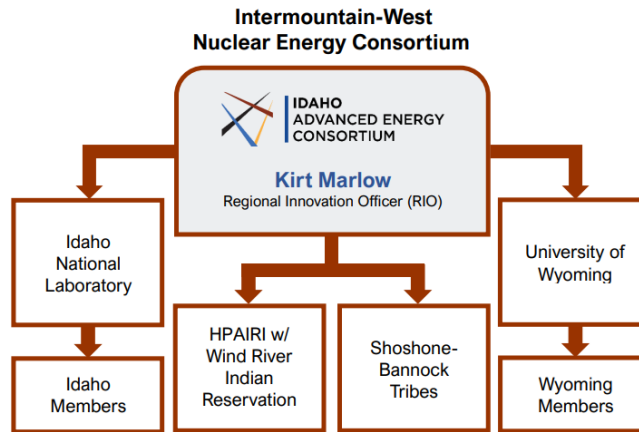 Intermountain-West
Nuclear Energy Consortium
IDAHO
ADVANCED ENERGY
CONSORTIUM
Kirt Marlow
Regional Innovation Officer (RIO)
Idaho
National
Laboratory
HPAIRI w/
Wind River
Indian
Reservation
Shoshone-
Bannock
Tribes
University of
Wyoming
Idaho
Members
Wyoming
Members